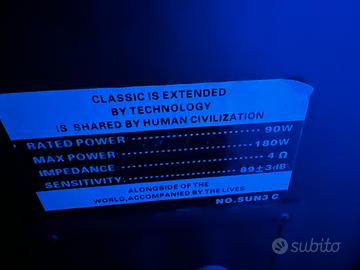 CLASSIC IS EXTENDED
BY TECHNOLOGY
IS SHARED BY HUMAN CIVILIZATION
RATED POWER 90W
MAX POWER 180W
IMPEDANCE 4 Ω
SENSITIVITY: 89±3dB
ALONGSIDE OF THE
WORLD, ACCOMPANIED BY THE LIVES
NO.SUN3 C
subito